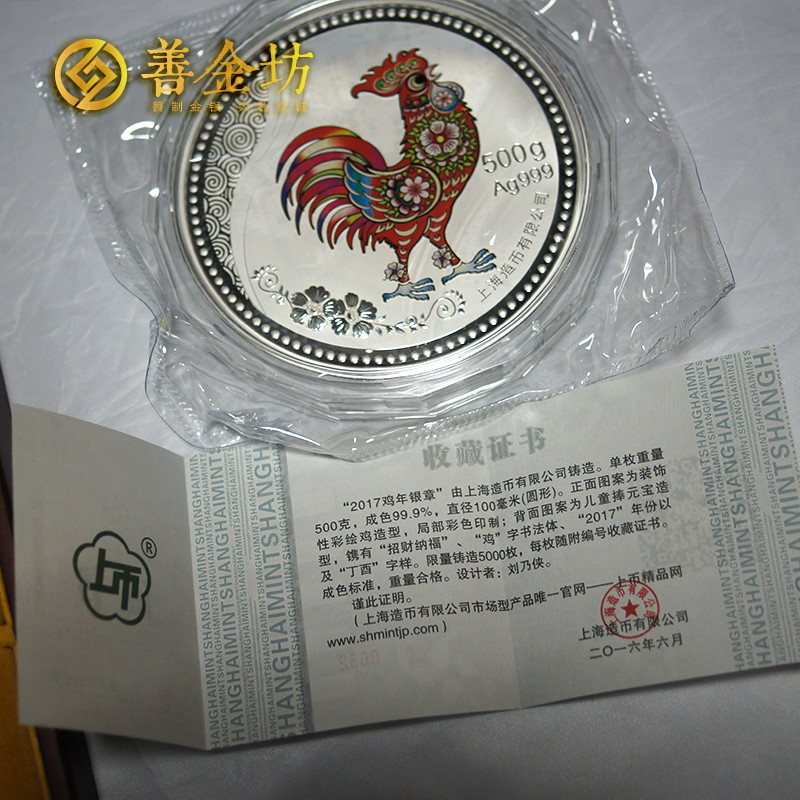 善金坊
500g
Ag999
上海造币有限公司
收藏证书
“2017鸡年银章”由上海造币有限公司铸造。单枚重量
500克，成色99.9%，直径100毫米(圆形)。正面图案为装饰
性彩绘鸡造型，局部彩色印制；背面图案为儿童捧元宝造
型，镌有“招财纳福”、“鸡”字书法体、“2017”年份以
及“丁酉”字样。限量铸造5000枚，每枚随附编号收藏证书。
成色标准，重量合格。设计者：刘乃侠。
谨此证明。
(上海造币有限公司市场型产品唯一官网——上币精品网
www.shmintjp.com)
上海造币有限公司
二〇一六年六月
上币
®
SHANGHAIMINTSHANGHAIMINT